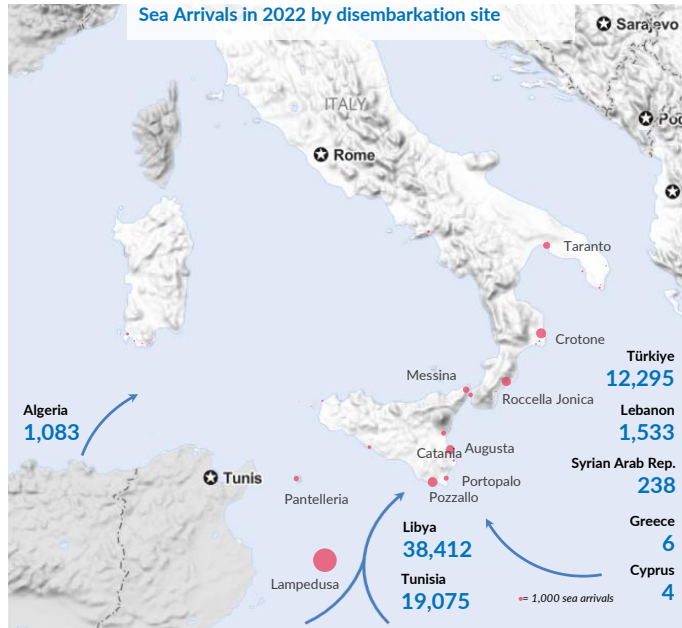 Sea Arrivals in 2022 by disembarkation site
Sarajevo
ITALY
Rome
Taranto
Crotone
Türkiye
12,295
Messina
Roccella Jonica
Algeria
1,083
Lebanon
1,533
Catania
Augusta
Syrian Arab Rep.
238
Tunis
Portopalo
Pantelleria
Pozzallo
Libya
38,412
Greece
6
Lampedusa
Tunisia
19,075
Cyprus
4
= 1,000 sea arrivals